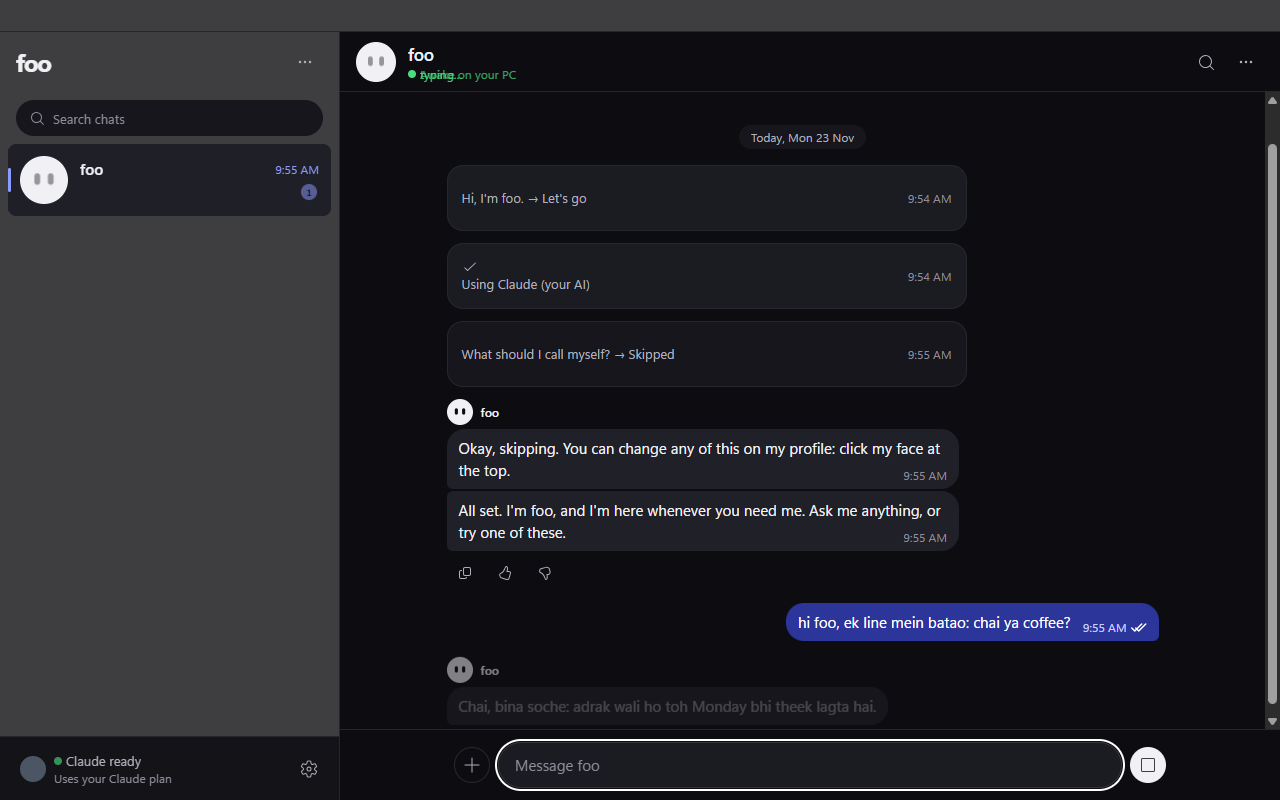 foo
Search chats
foo
9:55 AM
1
Claude ready
Uses your Claude plan
foo
on your PC
Today, Mon 23 Nov
Hi, I'm foo. → Let's go
9:54 AM
Using Claude (your AI)
9:54 AM
What should I call myself? → Skipped
9:55 AM
foo
Okay, skipping. You can change any of this on my profile: click my face at
the top.
9:55 AM
All set. I'm foo, and I'm here whenever you need me. Ask me anything, or
try one of these.
9:55 AM
hi foo, ek line mein batao: chai ya coffee?
9:55 AM
foo
Chai, bina soche: adrak wali ho toh Monday bhi theek lagta hai.
Message foo